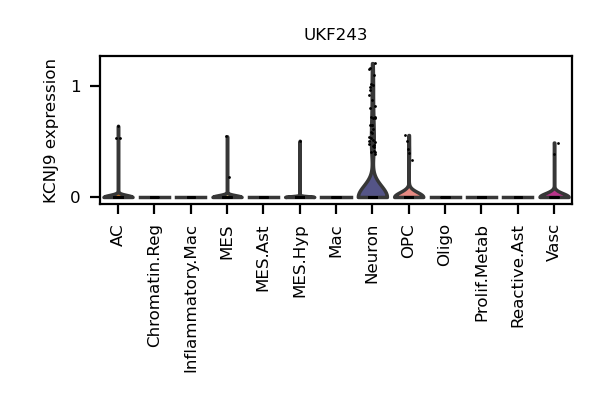 UKF243
KCNJ9 expression
1
0
AC
Chromatin.Reg
Inflammatory.Mac
MES
MES.Ast
MES.Hyp
Mac
Neuron
OPC
Oligo
Prolif.Metab
Reactive.Ast
Vasc